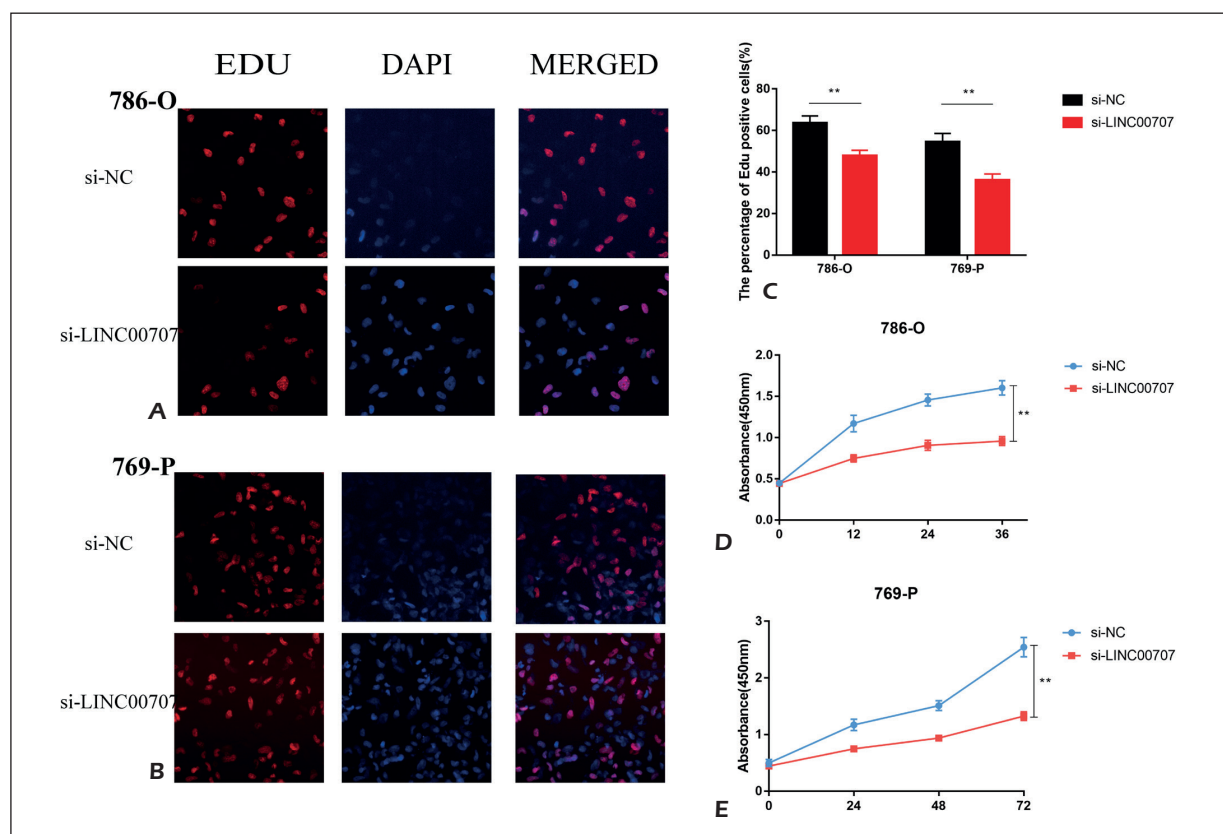 EDU DAPI MERGED
786-O
si-NC
si-LINC00707
A
769-P
si-NC
si-LINC00707
B
The percentage of Edu positive cells(%)
80
60
40
20
0
**
**
786-O 769-P
si-NC
si-LINC00707
C
786-O
Absorbance(450nm)
2.0
1.5
1.0
0.5
0.0
0 12 24 36
**
si-NC
si-LINC00707
D
769-P
Absorbance(450nm)
3
2
1
0
0 24 48 72
**
si-NC
si-LINC00707
E